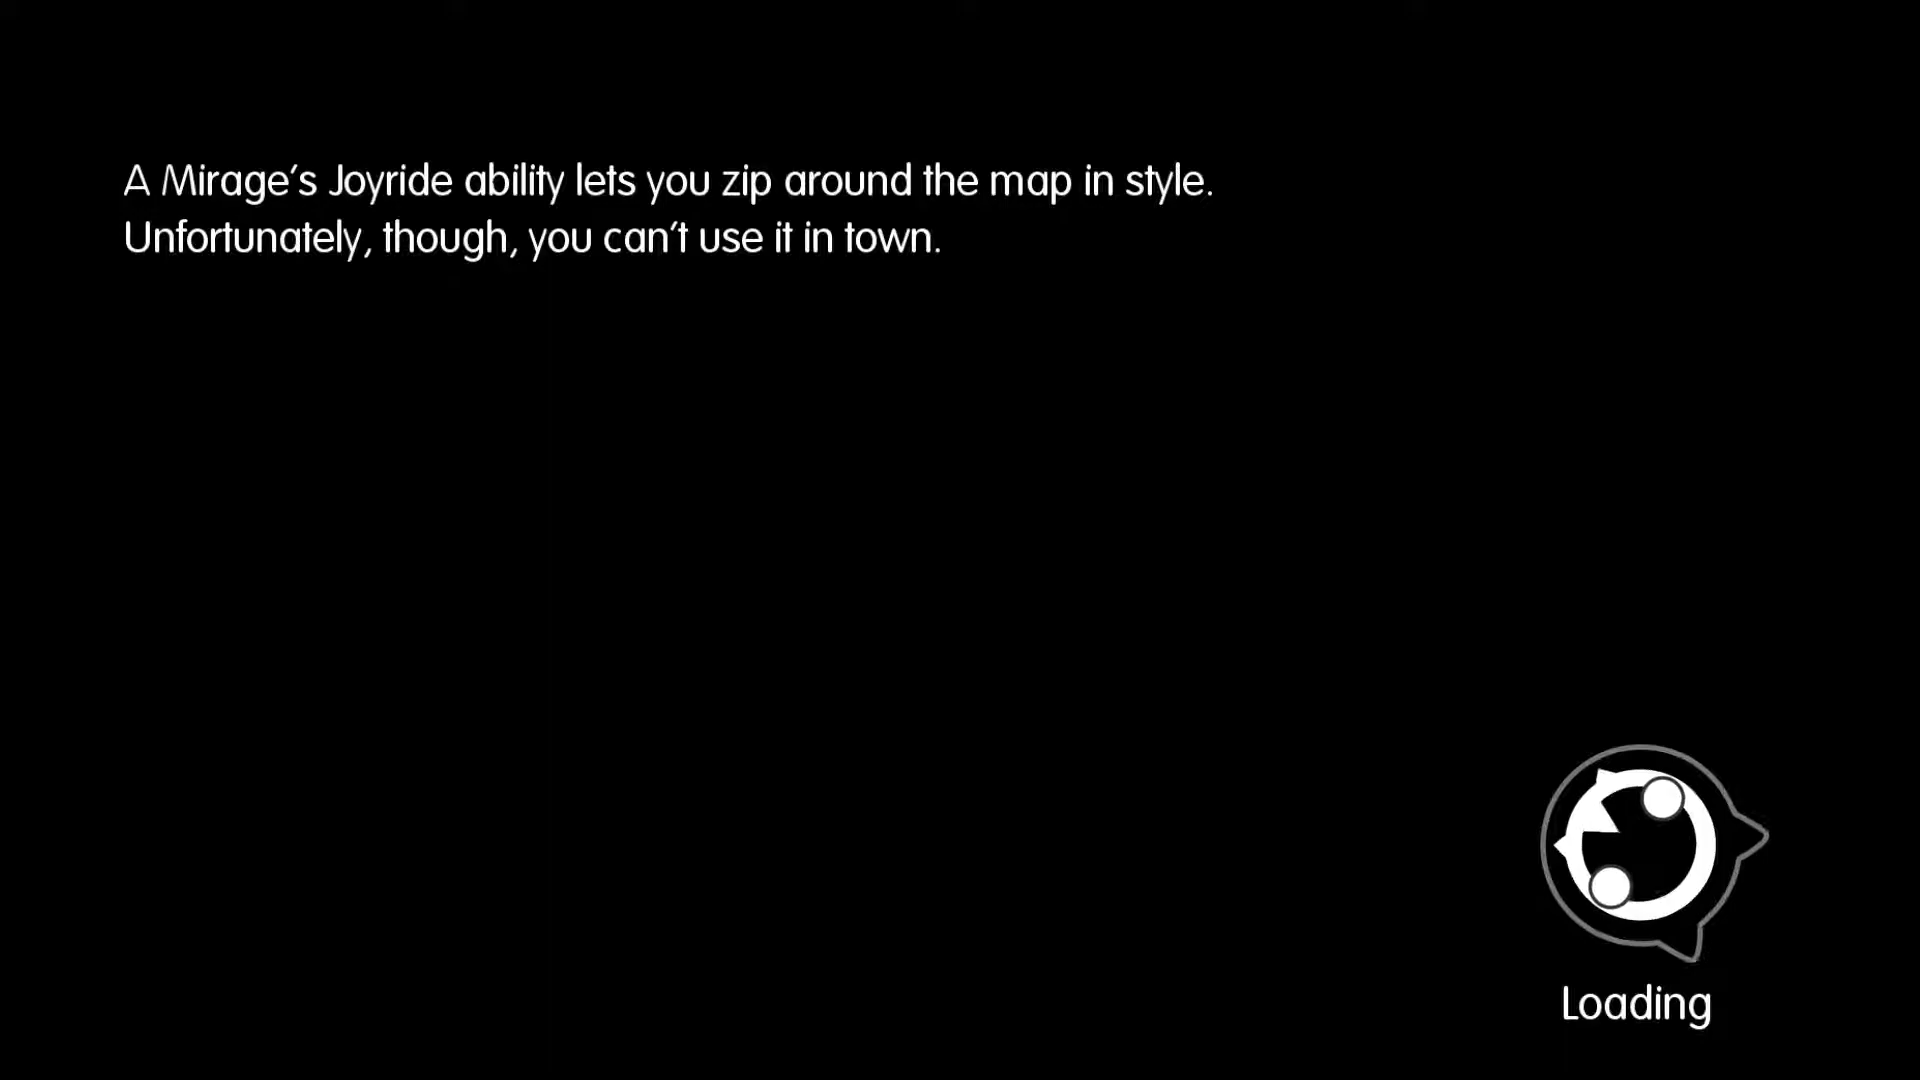 A Mirage’s Joyride ability lets you zip around the map in style.
Unfortunately, though, you can’t use it in town.
Loading